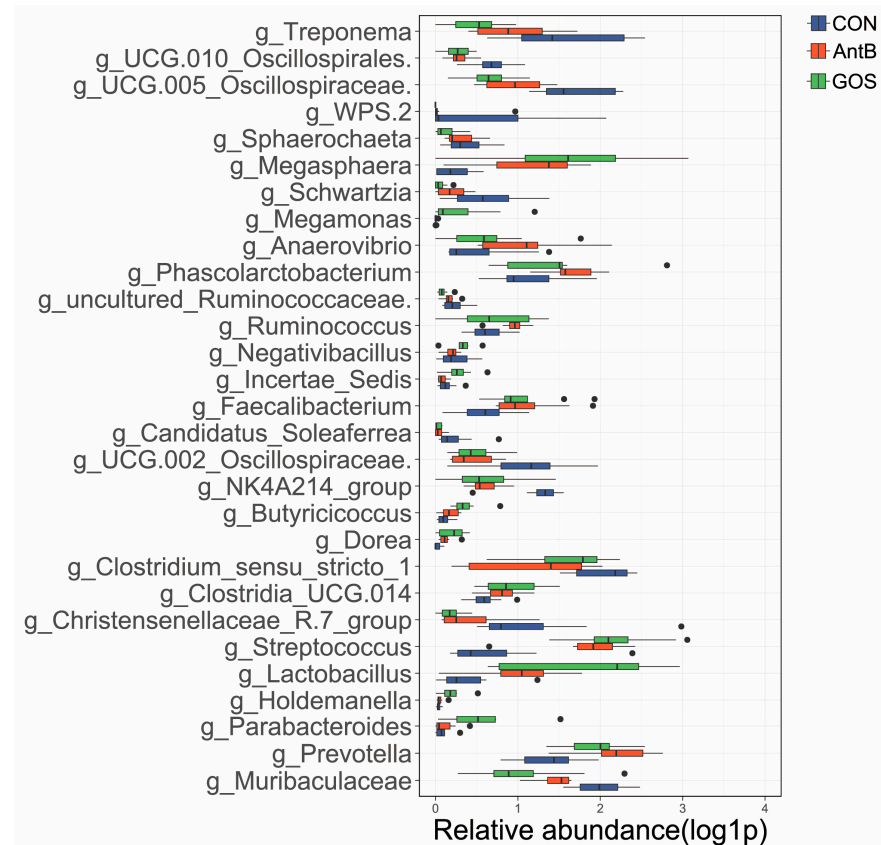 g_Treponema
g_UCG.010_Oscillospirales.
g_UCG.005_Oscillospiraceae.
g_WPS.2
g_Sphaerochaeta
g_Megasphaera
g_Schwartzia
g_Megamonas
g_Anaerovibrio
g_Phascolarctobacterium
g_uncultured_Ruminococcaceae.
g_Ruminococcus
g_Negativibacillus
g_Incertae_Sedis
g_Faecalibacterium
g_Candidatus_Soleaferrea
g_UCG.002_Oscillospiraceae.
g_NK4A214_group
g_Butyricicoccus
g_Dorea
g_Clostridium_sensu_stricto_1
g_Clostridia_UCG.014
g_Christensenellaceae_R.7_group
g_Streptococcus
g_Lactobacillus
g_Holdemanella
g_Parabacteroides
g_Prevotella
g_Muribaculaceae
0 1 2 3 4
Relative abundance(log1p)
CON
AntB
GOS